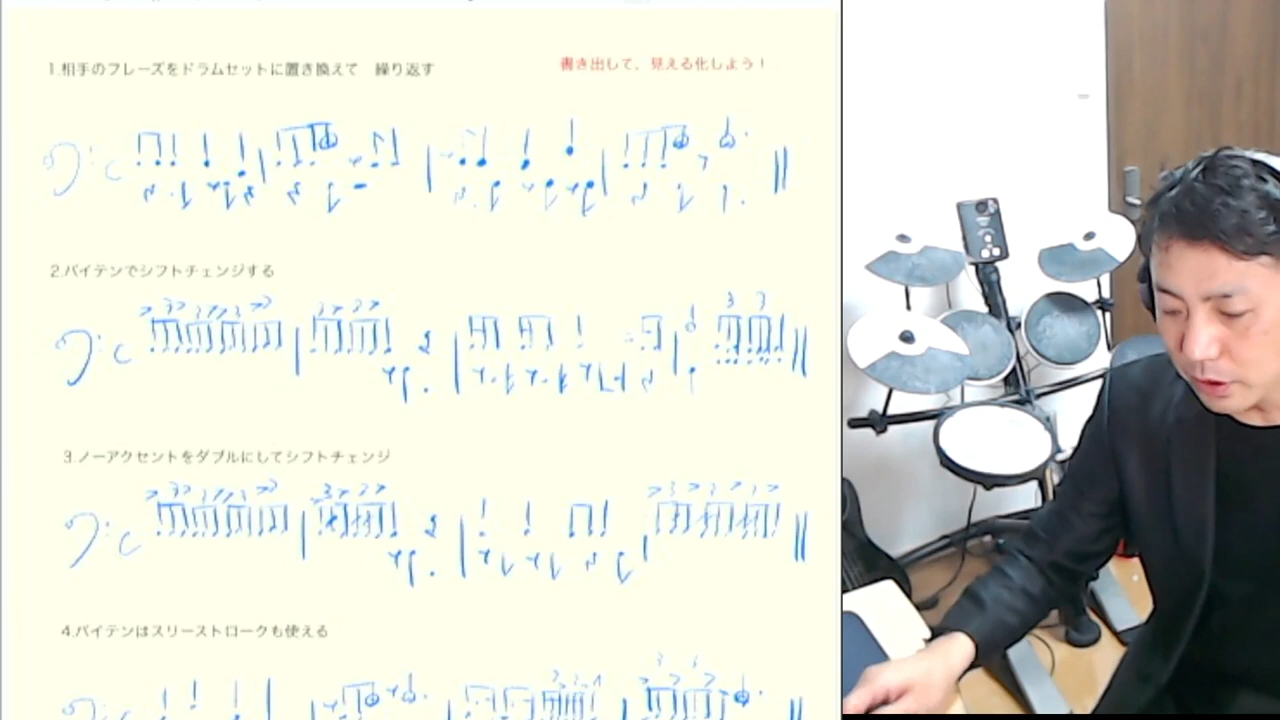 1.相手のフレーズをドラムセットに置き換えて　繰り返す
書き出して、見える化しよう！
2.バイテンでシフトチェンジする
3.ノーアクセントをダブルにしてシフトチェンジ
4.バイテンはスリーストロークも使える